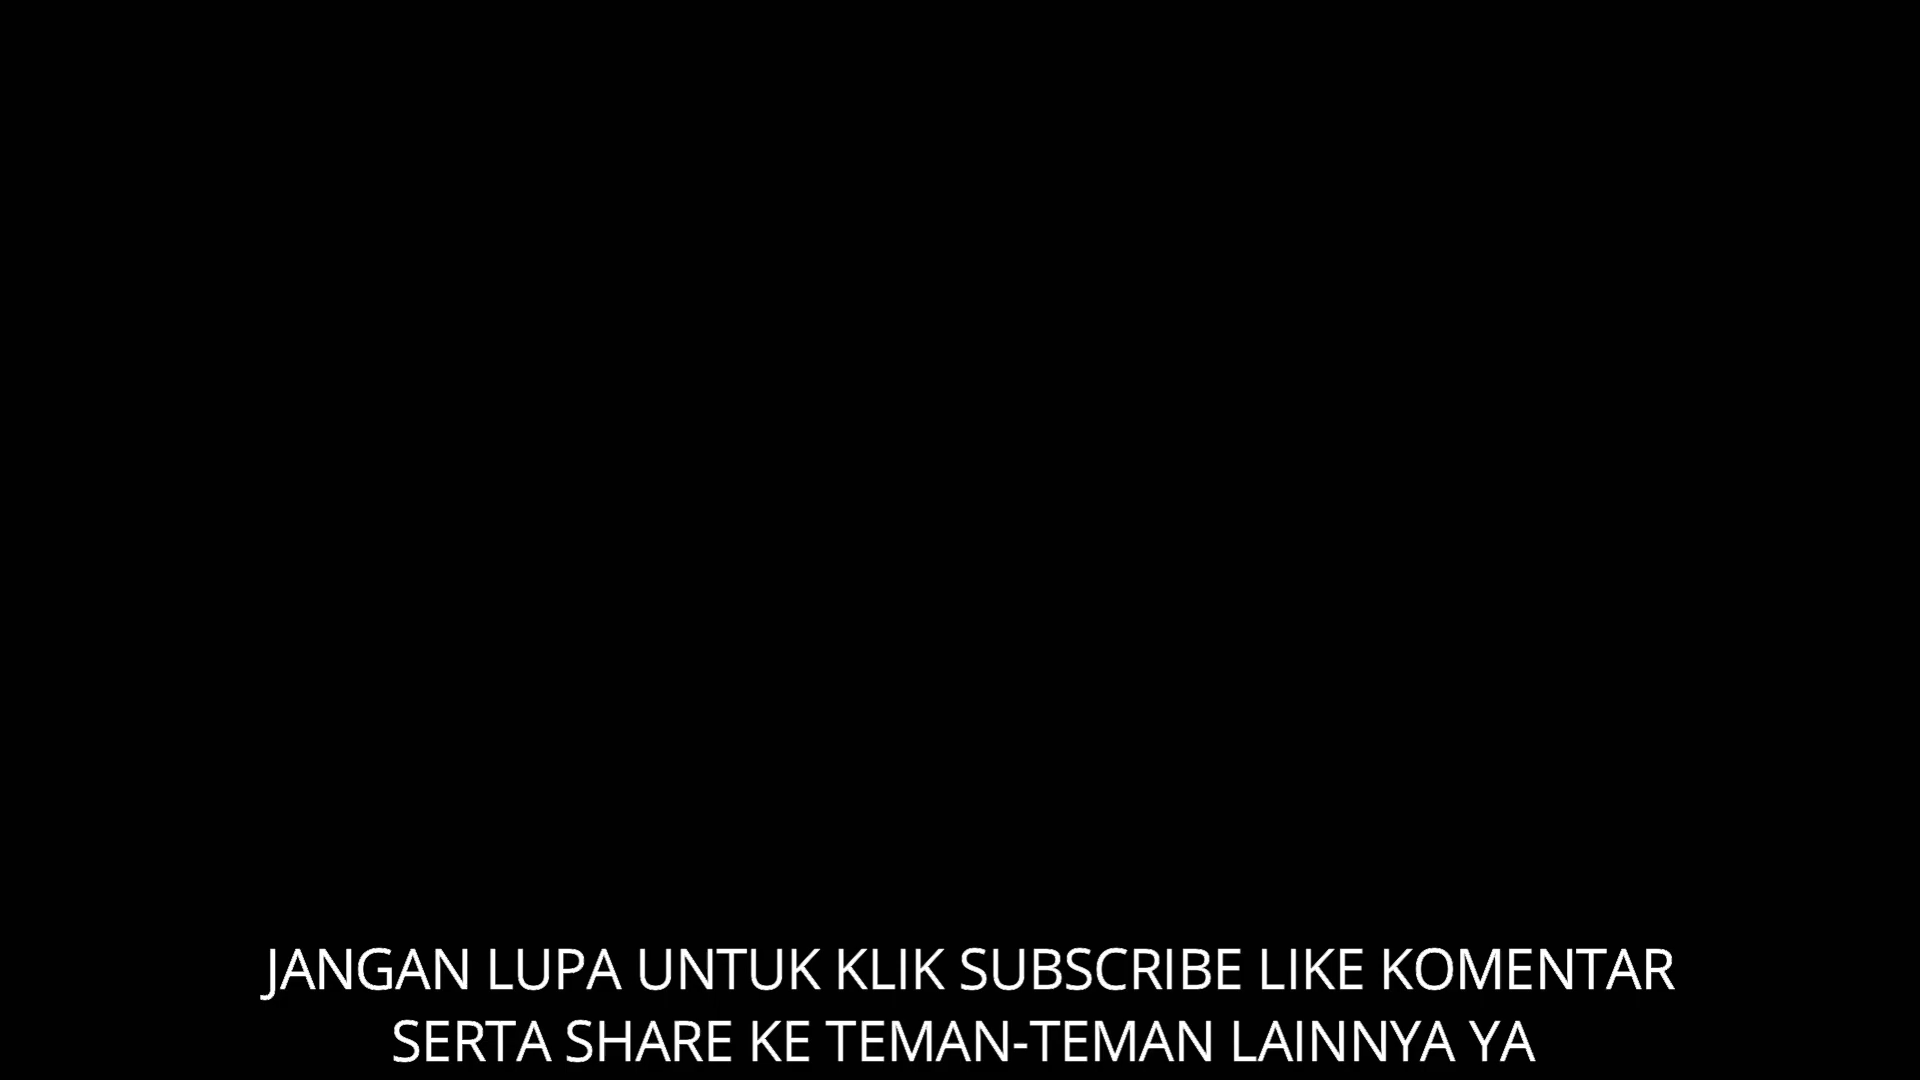 JANGAN LUPA UNTUK KLIK SUBSCRIBE LIKE KOMENTAR
SERTA SHARE KE TEMAN-TEMAN LAINNYA YA